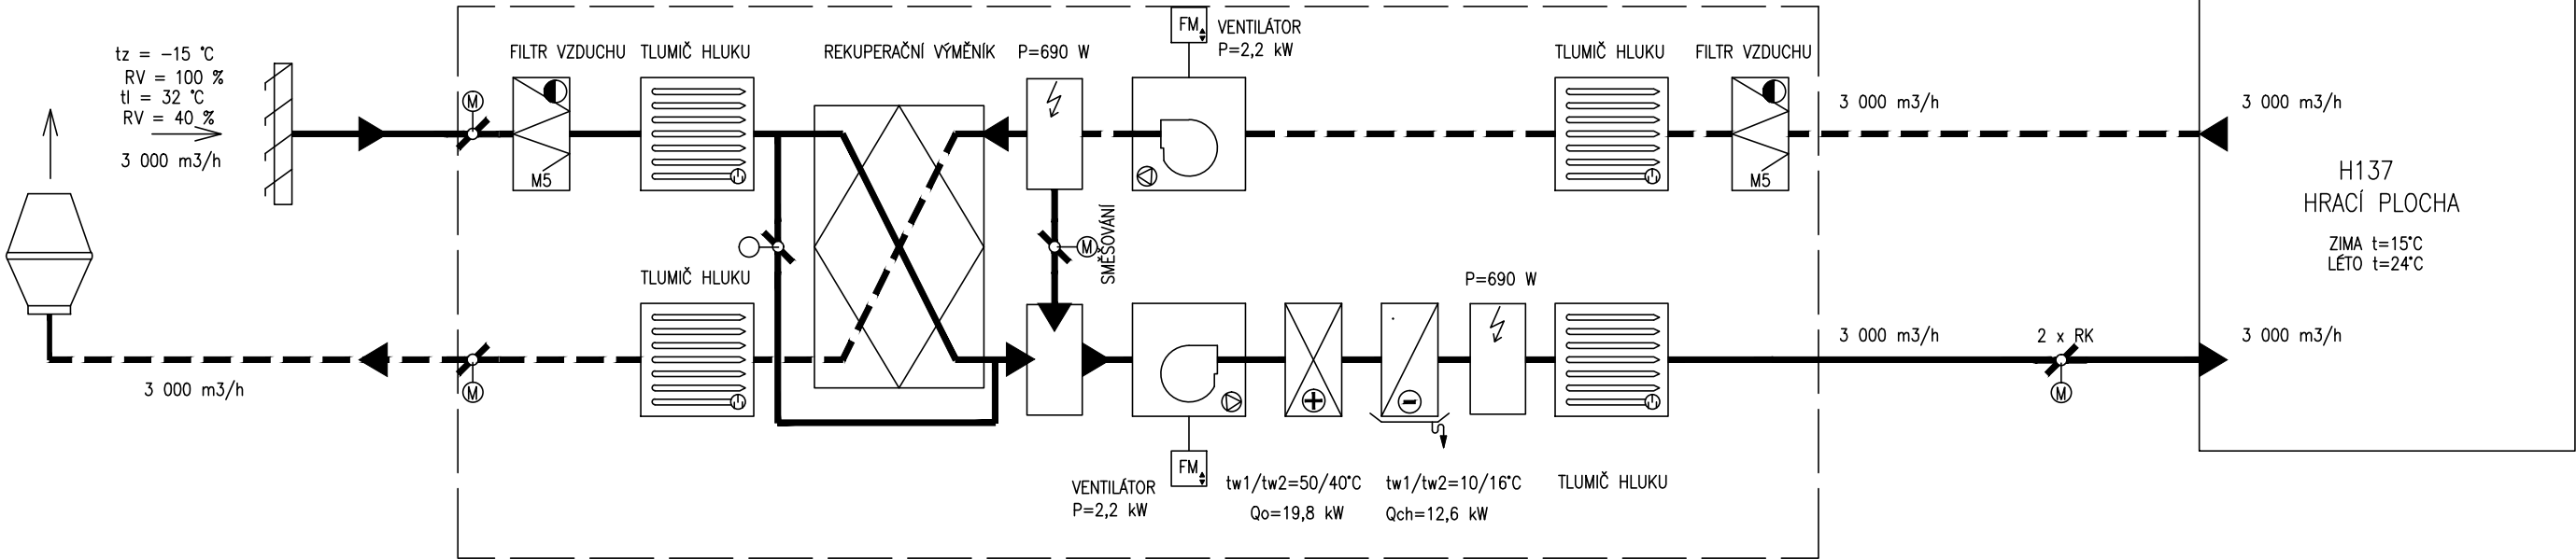 tz = -15 °C
RV = 100 %
tl = 32 °C
RV = 40 %
3 000 m3/h
FILTR VZDUCHU
TLUMIČ HLUKU
REKUPERAČNÍ VÝMĚNÍK
P=690 W
FM
VENTILÁTOR
P=2,2 kW
TLUMIČ HLUKU
FILTR VZDUCHU
M
M5
M5
3 000 m3/h
3 000 m3/h
H137
HRACÍ PLOCHA
ZIMA t=15°C
LÉTO t=24°C
SMĚŠOVÁNÍ
M
TLUMIČ HLUKU
P=690 W
3 000 m3/h
2 x RK
3 000 m3/h
M
3 000 m3/h
M
FM
VENTILÁTOR
P=2,2 kW
tw1/tw2=50/40°C
Qo=19,8 kW
tw1/tw2=10/16°C
Qch=12,6 kW
TLUMIČ HLUKU